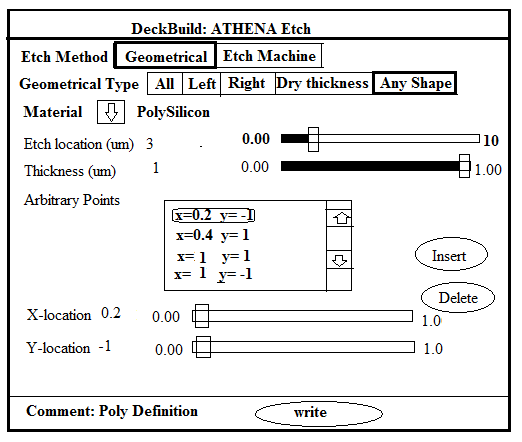 DeckBuild: ATHENA Etch
Etch Method Geometrical Etch Machine
Geometrical Type All Left Right Dry thickness Any Shape
Material PolySilicon
Etch location (um) 3 . 0.00 10
Thickness (um) 1 0.00 1.00
Arbitrary Points
x=0.2 y= -1
x=0.4 y= 1
x= 1 y= 1
x= 1 y= -1
Insert
Delete
X-location 0.2 0.00 1.0
Y-location -1 0.00 1.0
Comment: Poly Definition write